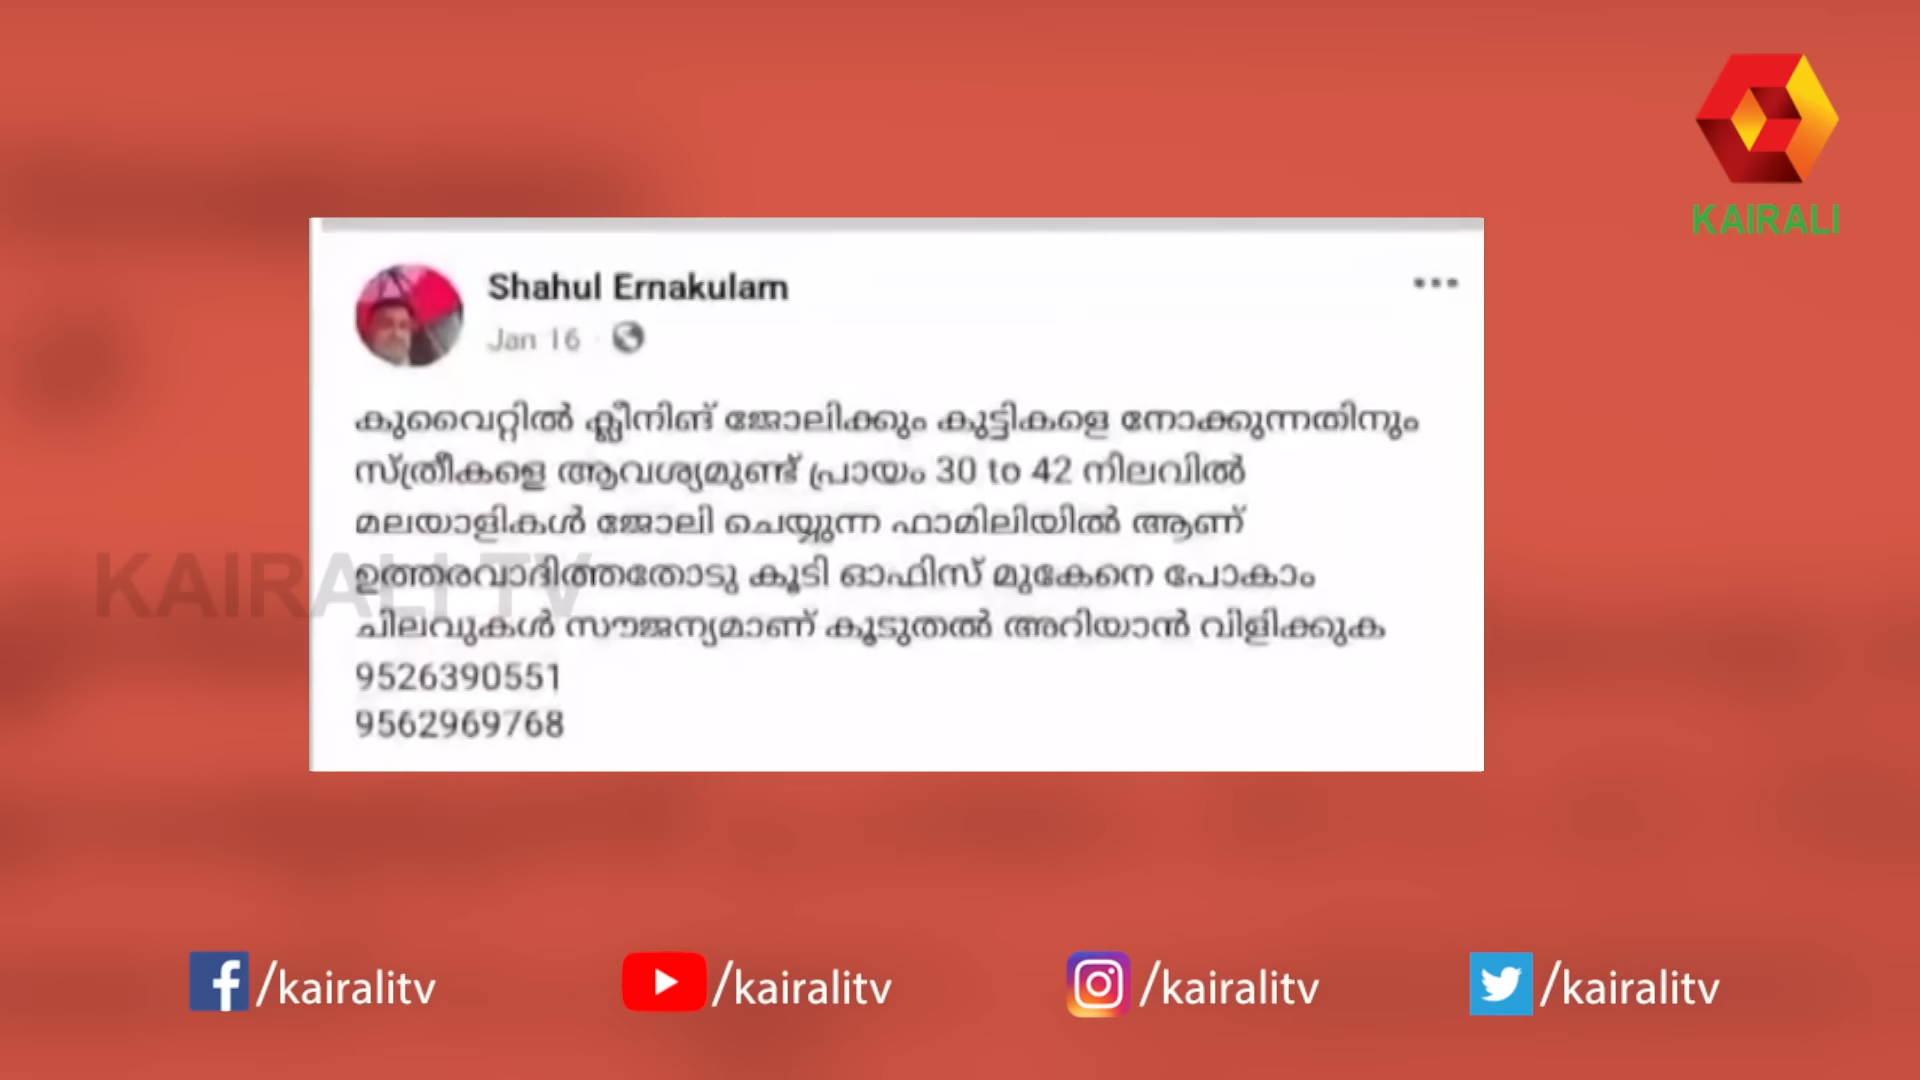 KAIRALI
Shahul Ernakulam
Jan 16
കുവൈറ്റിൽ ക്ലീനിങ് ജോലിക്കും കുട്ടികളെ നോക്കുന്നതിനും
സ്ത്രീകളെ ആവശ്യമുണ്ട് പ്രായം 30 to 42 നിലവിൽ
മലയാളികൾ ജോലി ചെയ്യുന്ന ഫാമിലിയിൽ ആണ്
KAIRALI TV
ഉത്തരവാദിത്തതോടു കൂടി ഓഫിസ് മുകേനെ പോകാം
ചിലവുകൾ സൗജന്യമാണ് കൂടുതൽ അറിയാൻ വിളിക്കുക
9526390551
9562969768
/kairalitv
/kairalitv
/kairalitv
/kairalitv